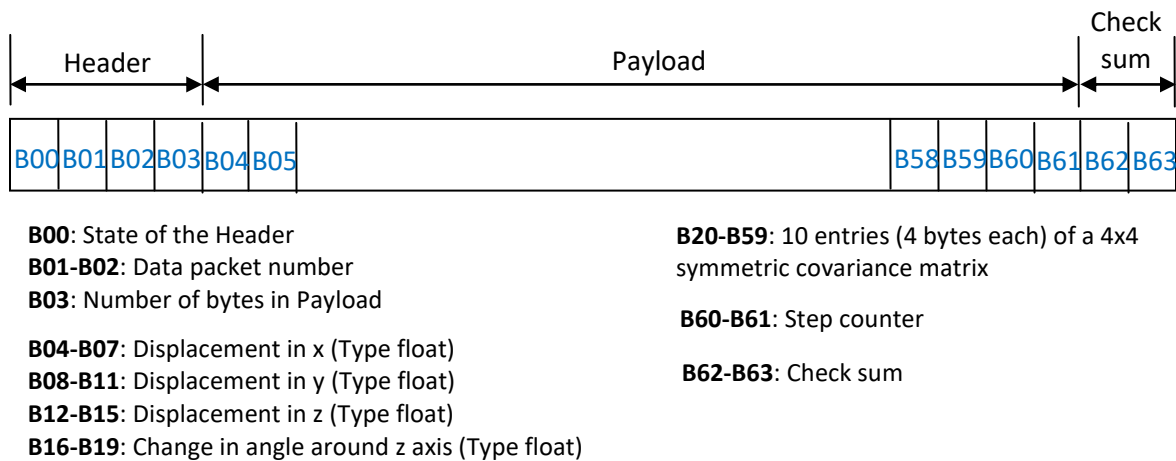 Header
Payload
Check
sum
B00 B01 B02 B03 B04 B05 B58 B59 B60 B61 B62 B63
B00: State of the Header
B01-B02: Data packet number
B03: Number of bytes in Payload
B04-B07: Displacement in x (Type float)
B08-B11: Displacement in y (Type float)
B12-B15: Displacement in z (Type float)
B16-B19: Change in angle around z axis (Type float)
B20-B59: 10 entries (4 bytes each) of a 4x4
symmetric covariance matrix
B60-B61: Step counter
B62-B63: Check sum